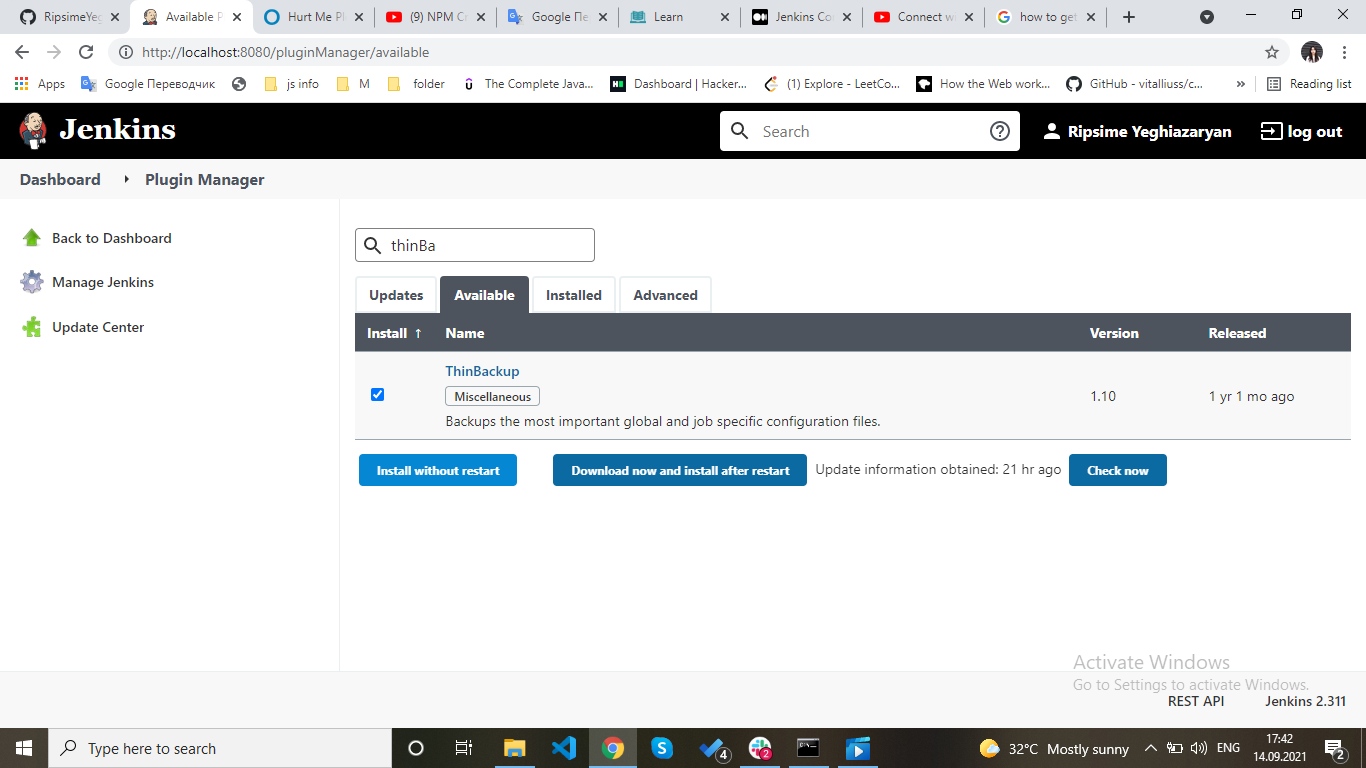 RipsimeYeg
Available P
Hurt Me Pl
(9) NPM Cr
Google Пе
Learn
Jenkins Co
Connect w
how to get
http://localhost:8080/pluginManager/available
Apps
Google Переводчик
js info
M
folder
The Complete Java...
Dashboard | Hacker...
(1) Explore - LeetCo...
How the Web work...
GitHub - vitalliuss/c...
»
Reading list
Jenkins
Search
Ripsime Yeghiazaryan
log out
Dashboard
Plugin Manager
Back to Dashboard
Manage Jenkins
Update Center
thinBa
Updates
Available
Installed
Advanced
Install ↑ Name Version Released
ThinBackup
Miscellaneous
1.10
1 yr 1 mo ago
Backups the most important global and job specific configuration files.
Install without restart
Download now and install after restart
Update information obtained: 21 hr ago
Check now
Activate Windows
Go to Settings to activate Windows.
REST API
Jenkins 2.311
Type here to search
4
2
32°C Mostly sunny
ENG
17:42
14.09.2021
2